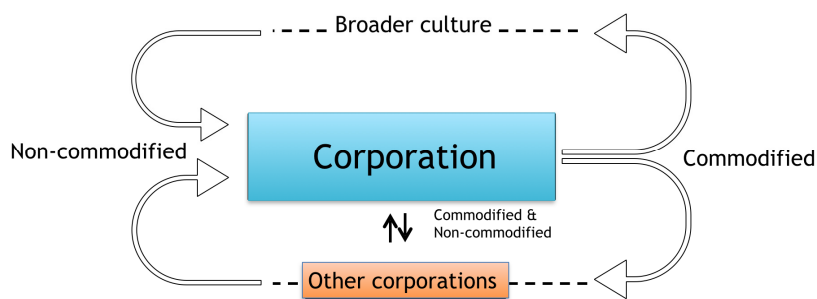 Broader culture
Corporation
Non-commodified
Commodified
Commodified &
Non-commodified
Other corporations